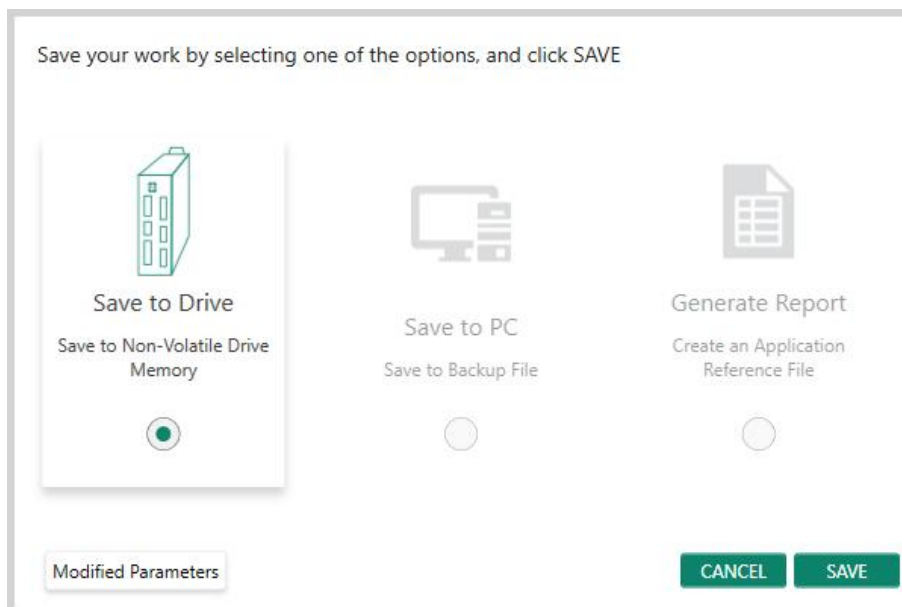 Save your work by selecting one of the options, and click SAVE
Save to Drive
Save to Non-Volatile Drive
Memory
Save to PC
Save to Backup File
Generate Report
Create an Application
Reference File
Modified Parameters
CANCEL
SAVE